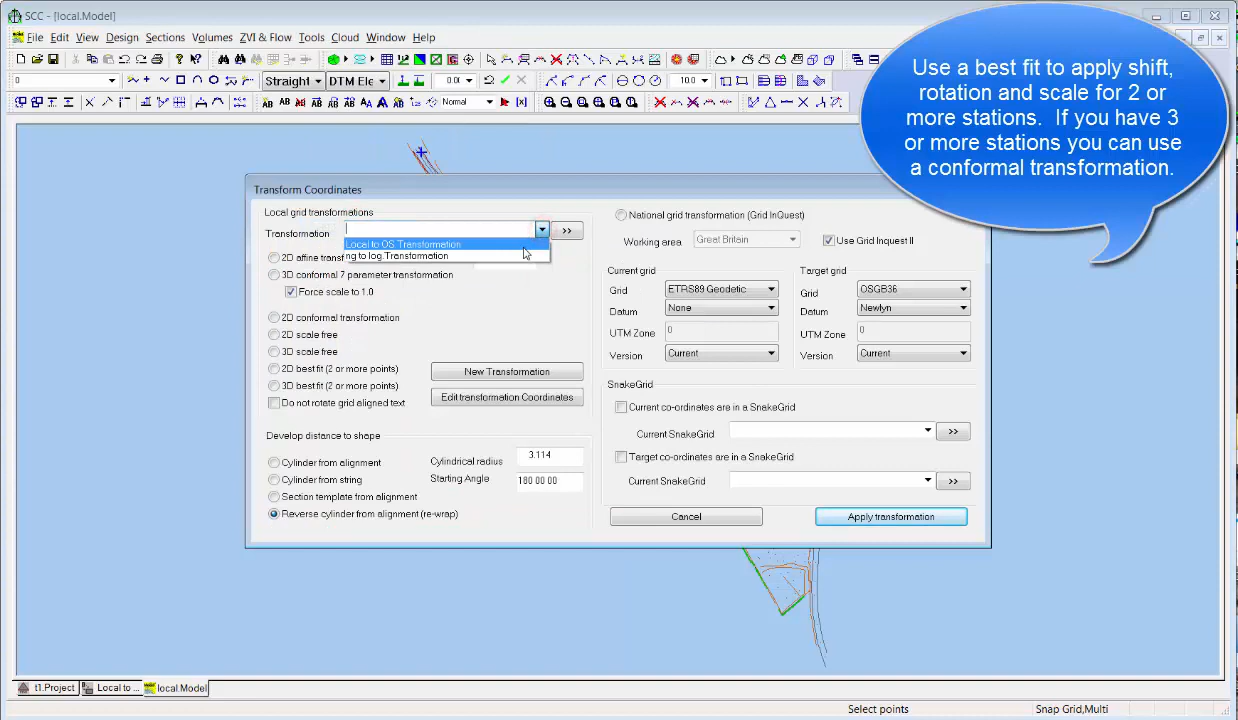 SCC - [local.Model]
File Edit View Design Sections Volumes ZVI & Flow Tools Cloud Window Help
0
Straight
DTM Ele
0.0(
10.0
Normal
Use a best fit to apply shift,
rotation and scale for 2 or
more stations. If you have 3
or more stations you can use
a conformal transformation.
Transform Coordinates
Local grid transformations
Transformation
>>
Local to OS.Transformation
ng to log.Transformation
2D affine transf
3D conformal 7 parameter transformation
Force scale to 1.0
2D conformal transformation
2D scale free
3D scale free
2D best fit (2 or more points)
3D best fit (2 or more points)
Do not rotate grid aligned text
New Transformation
Edit transformation Coordinates
Develop distance to shape
Cylinder from alignment
Cylinder from string
Section template from alignment
Reverse cylinder from alignment (re-wrap)
Cylindrical radius
3.114
Starting Angle
180 00 00
National grid transformation (Grid InQuest)
Working area
Great Britain
Use Grid Inquest II
Current grid
Grid
ETRS89 Geodetic
Datum
None
UTM Zone
0
Version
Current
Target grid
Grid
OSGB36
Datum
Newlyn
UTM Zone
0
Version
Current
SnakeGrid
Current co-ordinates are in a SnakeGrid
Current SnakeGrid
>>
Target co-ordinates are in a SnakeGrid
Current SnakeGrid
>>
Cancel
Apply transformation
t1.Project
Local to ...
local.Model
Select points
Snap Grid,Multi